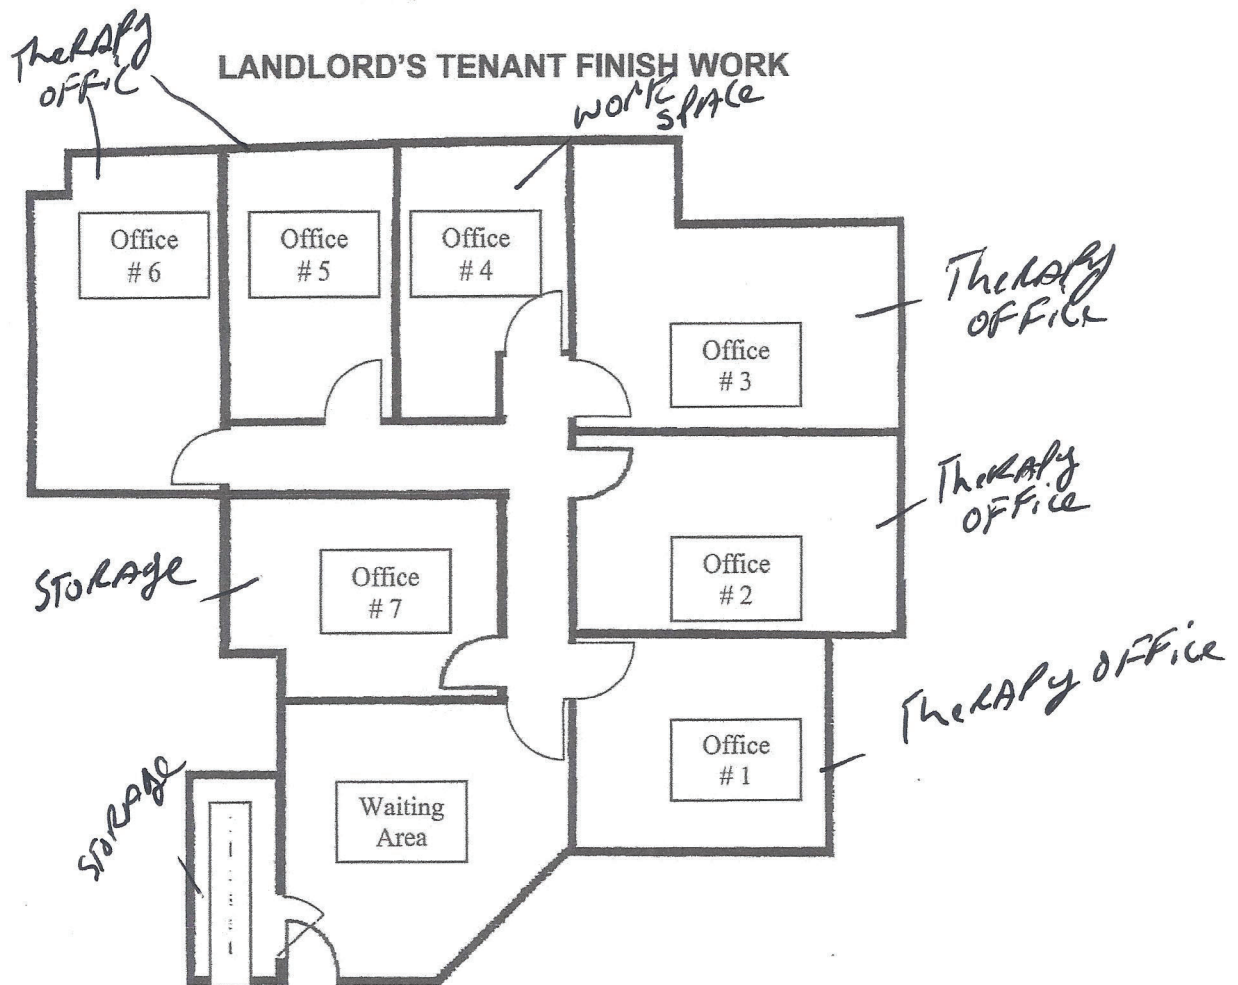 TheRAPy
OFFiC
LANDLORD'S TENANT FINISH WORK
WORK
SPACe
Office
# 6
Office
# 5
Office
# 4
TheRAPy
OFFice
Office
# 3
TheRAPy
OFFice
STORAge
Office
# 7
Office
# 2
TheRAPy OFFice
Office
# 1
STORAge
Waiting
Area